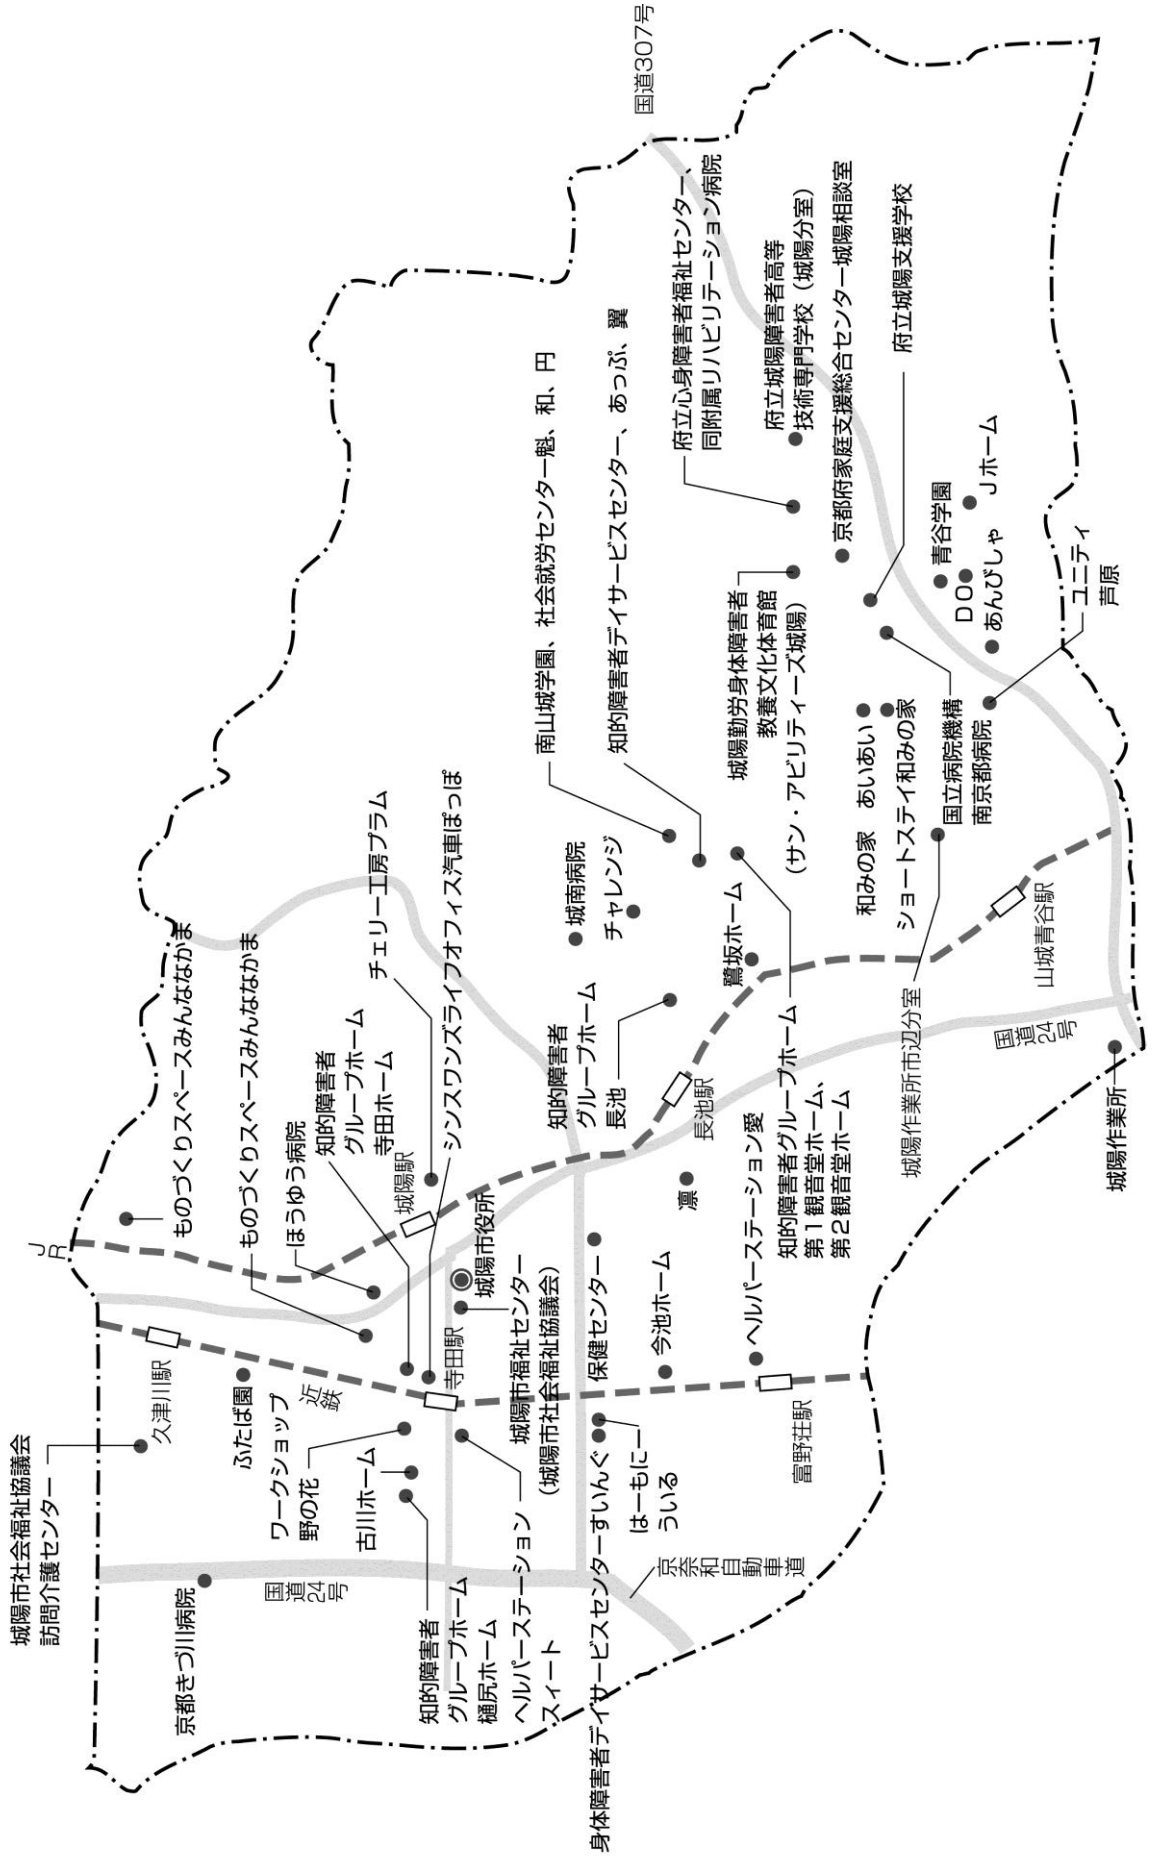 城陽市社会福祉協議会
訪問介護センター
京都きづ川病院
久津川駅
ふたば園
ワークショップ
野の花
近鉄
古川ホーム
国道24号
知的障害者
グループホーム
樋尻ホーム
ヘルパーステーション
スィート
身体障害者デイサービスセンターすいんぐ
はーもにー
うぃる
京奈和自動車道
JR
ものづくりスペースみんななかま
ものづくりスペースみんななかま
ほうゆう病院
知的障害者
グループホーム
寺田ホーム
城陽駅
チェリー工房プラム
シンスワンズライフオフィス汽車ぽっぽ
寺田駅
城陽市役所
城陽市福祉センター
(城陽市社会福祉協議会)
保健センター
今池ホーム
ヘルパーステーション愛
富野荘駅
凛
長池駅
知的障害者
グループホーム
長池
城南病院
チャレンジ
南山城学園、社会就労センター魁、和、円
知的障害者デイサービスセンター、あっぷ、翼
鷺坂ホーム
知的障害者グループホーム
第1観音堂ホーム、
第2観音堂ホーム
城陽勤労身体障害者
教養文化体育館
(サン・アビリティーズ城陽)
府立心身障害者福祉センター、
同附属リハビリテーション病院
府立城陽障害者高等
技術専門学校(城陽分室)
京都府家庭支援総合センター城陽相談室
府立城陽支援学校
国道307号
和みの家 あいあい
ショートステイ和みの家
国立病院機構
南京都病院
青谷学園
DO
Jホーム
あんびしゃ
ユニティ
芦原
城陽作業所市辺分室
山城青谷駅
国道24号
城陽作業所